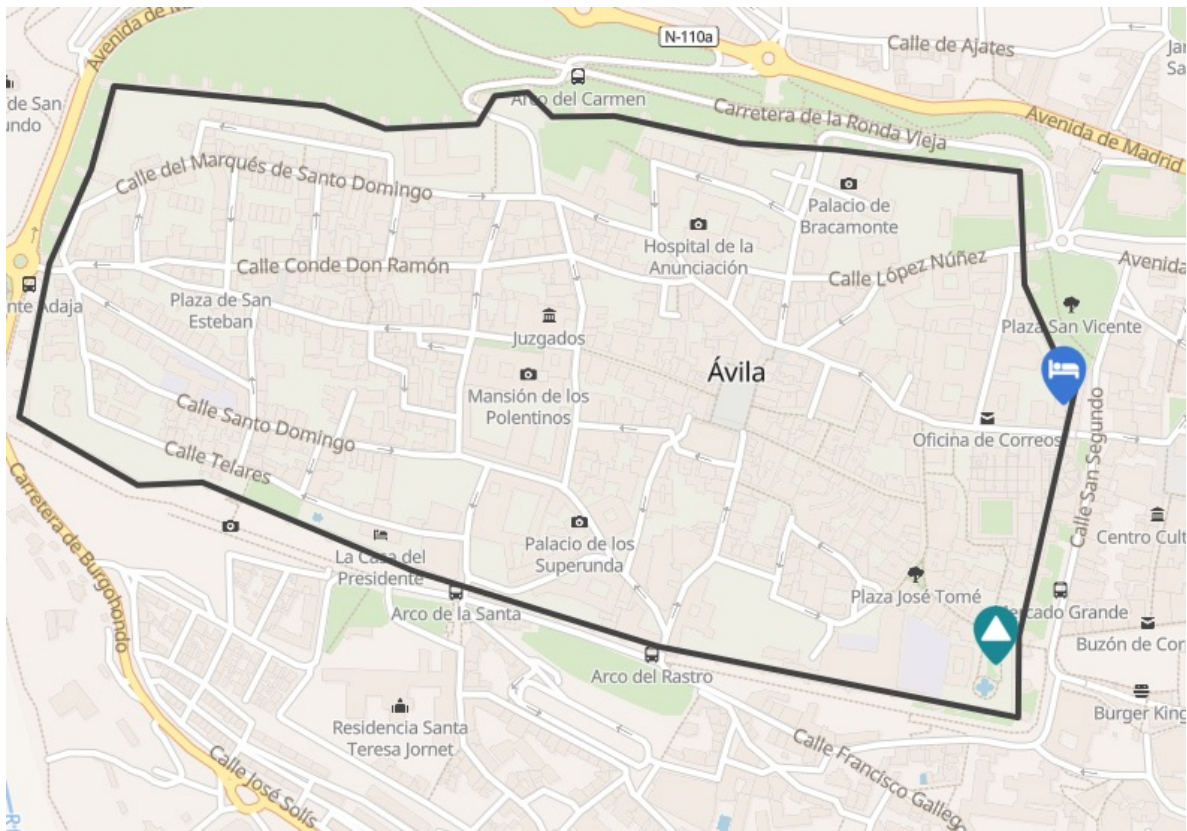 Avenida de M
N-110a
Calle de Ajates
Jar
Sa
de San
undo
Arco del Carmen
Carretera de la Ronda Vieja
Avenida de Madrid
Calle del Marqués de Santo Domingo
Palacio de
Bracamonte
Hospital de la
Anunciación
Calle López Núñez
Avenida
Calle Conde Don Ramón
nte Adaja
Plaza de San
Esteban
Plaza San Vicente
Juzgados
Ávila
Mansión de los
Polentinos
Calle Santo Domingo
Oficina de Correos
Calle Telares
Calle San Segundo
Carretera de Burgohondo
Centro Cult
Palacio de los
Superunda
La Casa del
Presidente
Plaza José Tomé
Mercado Grande
Arco de la Santa
Buzón de Cor
Arco del Rastro
Burger King
Residencia Santa
Teresa Jornet
Calle Francisco Gallego
Calle José Solís
R